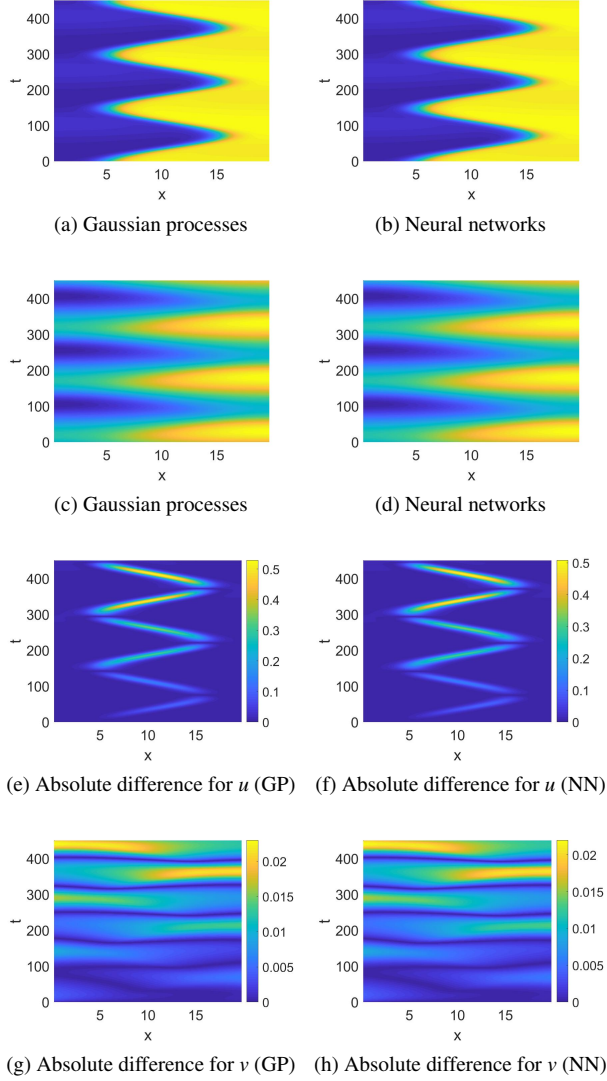 400
300
200
100
0
t
5 10 15
x
400
300
200
100
0
t
5 10 15
x
(a) Gaussian processes
(b) Neural networks
400
300
200
100
0
t
5 10 15
x
400
300
200
100
0
t
5 10 15
x
(c) Gaussian processes
(d) Neural networks
400
300
200
100
0
t
5 10 15
x
0.5
0.4
0.3
0.2
0.1
0
400
300
200
100
0
t
5 10 15
x
0.5
0.4
0.3
0.2
0.1
0
(e) Absolute difference for u (GP)
(f) Absolute difference for u (NN)
400
300
200
100
0
t
5 10 15
x
0.02
0.015
0.01
0.005
0
400
300
200
100
0
t
5 10 15
x
0.02
0.015
0.01
0.005
0
(g) Absolute difference for v (GP)
(h) Absolute difference for v (NN)